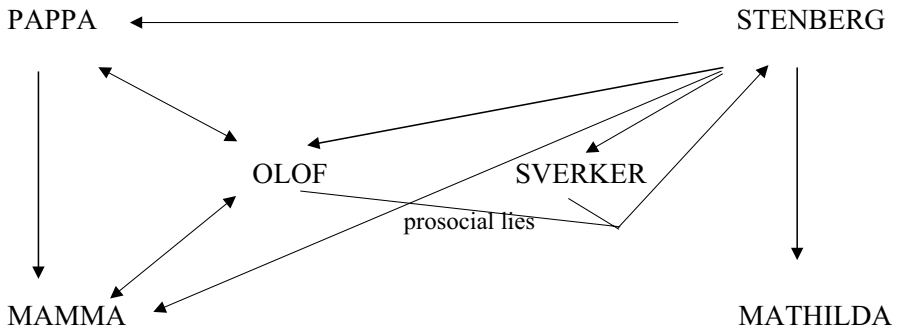 PAPPA STENBERG
OLOF SVERKER
prosocial lies
MAMMA MATHILDA